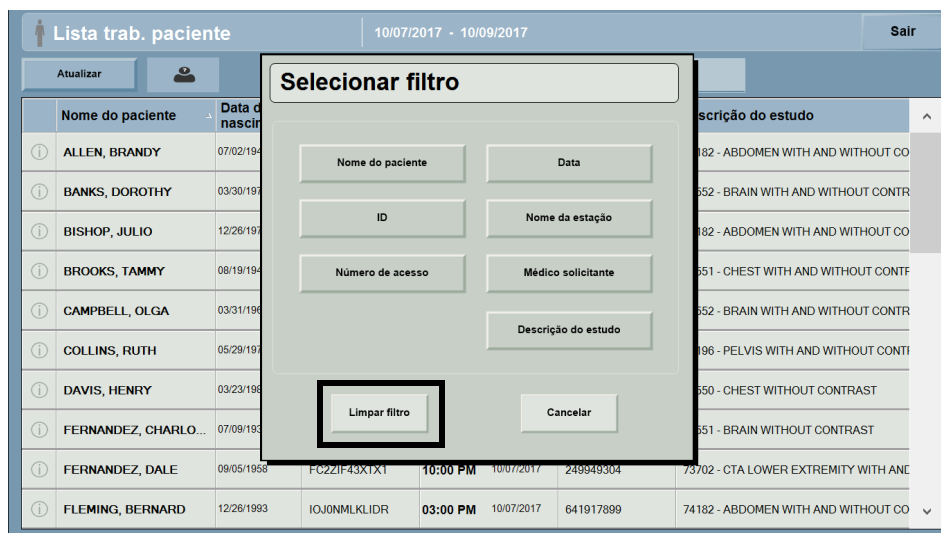 Lista trab. paciente
10/07/2017 - 10/09/2017
Sair
Atualizar
Nome do paciente
Data d
nascin
scrição do estudo
Selecionar filtro
Nome do paciente
Data
ID
Nome da estação
Número de acesso
Médico solicitante
Descrição do estudo
Limpar filtro
Cancelar
ALLEN, BRANDY 07/02/194 182 - ABDOMEN WITH AND WITHOUT CO
BANKS, DOROTHY 03/30/197 552 - BRAIN WITH AND WITHOUT CONTR
BISHOP, JULIO 12/26/197 182 - ABDOMEN WITH AND WITHOUT CO
BROOKS, TAMMY 08/19/194 551 - CHEST WITH AND WITHOUT CONTR
CAMPBELL, OLGA 03/31/196 552 - BRAIN WITH AND WITHOUT CONTR
COLLINS, RUTH 05/29/197 196 - PELVIS WITH AND WITHOUT CONTR
DAVIS, HENRY 03/23/198 550 - CHEST WITHOUT CONTRAST
FERNANDEZ, CHARLO... 07/09/193 551 - BRAIN WITHOUT CONTRAST
FERNANDEZ, DALE 09/05/1958 FC2ZIF43XTX1 10:00 PM 10/07/2017 249949304 73702 - CTA LOWER EXTREMITY WITH AND
FLEMING, BERNARD 12/26/1993 IOJ0NMLKLIDR 03:00 PM 10/07/2017 641917899 74182 - ABDOMEN WITH AND WITHOUT CO